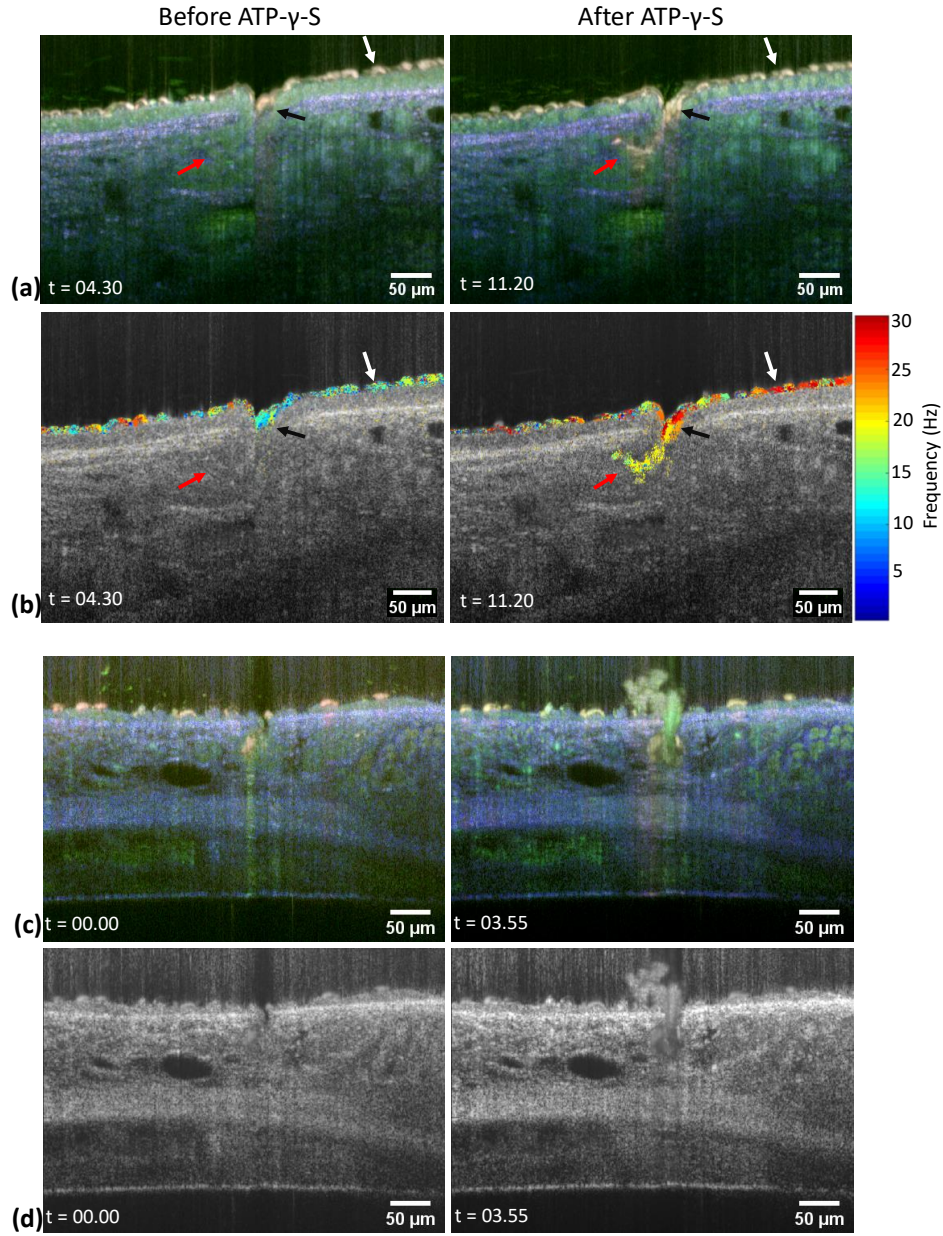 Before ATP-γ-S
After ATP-γ-S
(a)
t = 04.30
50 μm
t = 11.20
50 μm
(b)
t = 04.30
50 μm
t = 11.20
50 μm
30
25
20
15
10
5
Frequency (Hz)
(c)
t = 00.00
50 μm
t = 03.55
50 μm
(d)
t = 00.00
50 μm
t = 03.55
50 μm